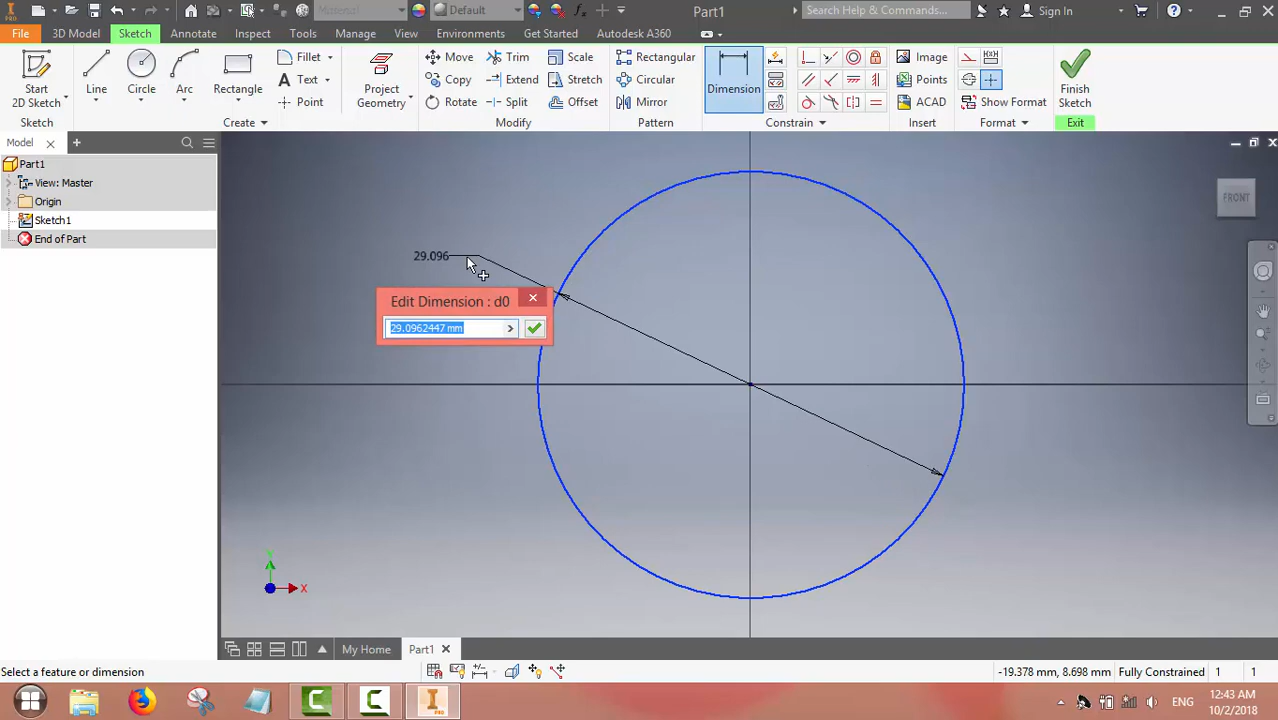 PRO Material Default Part1 Search Help & Commands... Sign In
File 3D Model Sketch Annotate Inspect Tools Manage View Environments Get Started Autodesk A360
Start 2D Sketch Line Circle Arc Rectangle Fillet Text Point Project Geometry
Move Copy Rotate Trim Extend Split Scale Stretch Offset
Rectangular Circular Mirror Dimension Image Points ACAD Show Format Finish Sketch
Sketch Create Modify Pattern Constrain Insert Format Exit
Model
Part1
View: Master
Origin
Sketch1
End of Part
FRONT
29.096
Edit Dimension : d0
29.0962447 mm
Y
X
My Home Part1
Select a feature or dimension -19.378 mm, 8.698 mm Fully Constrained 1 1
ENG 12:43 AM
10/2/2018